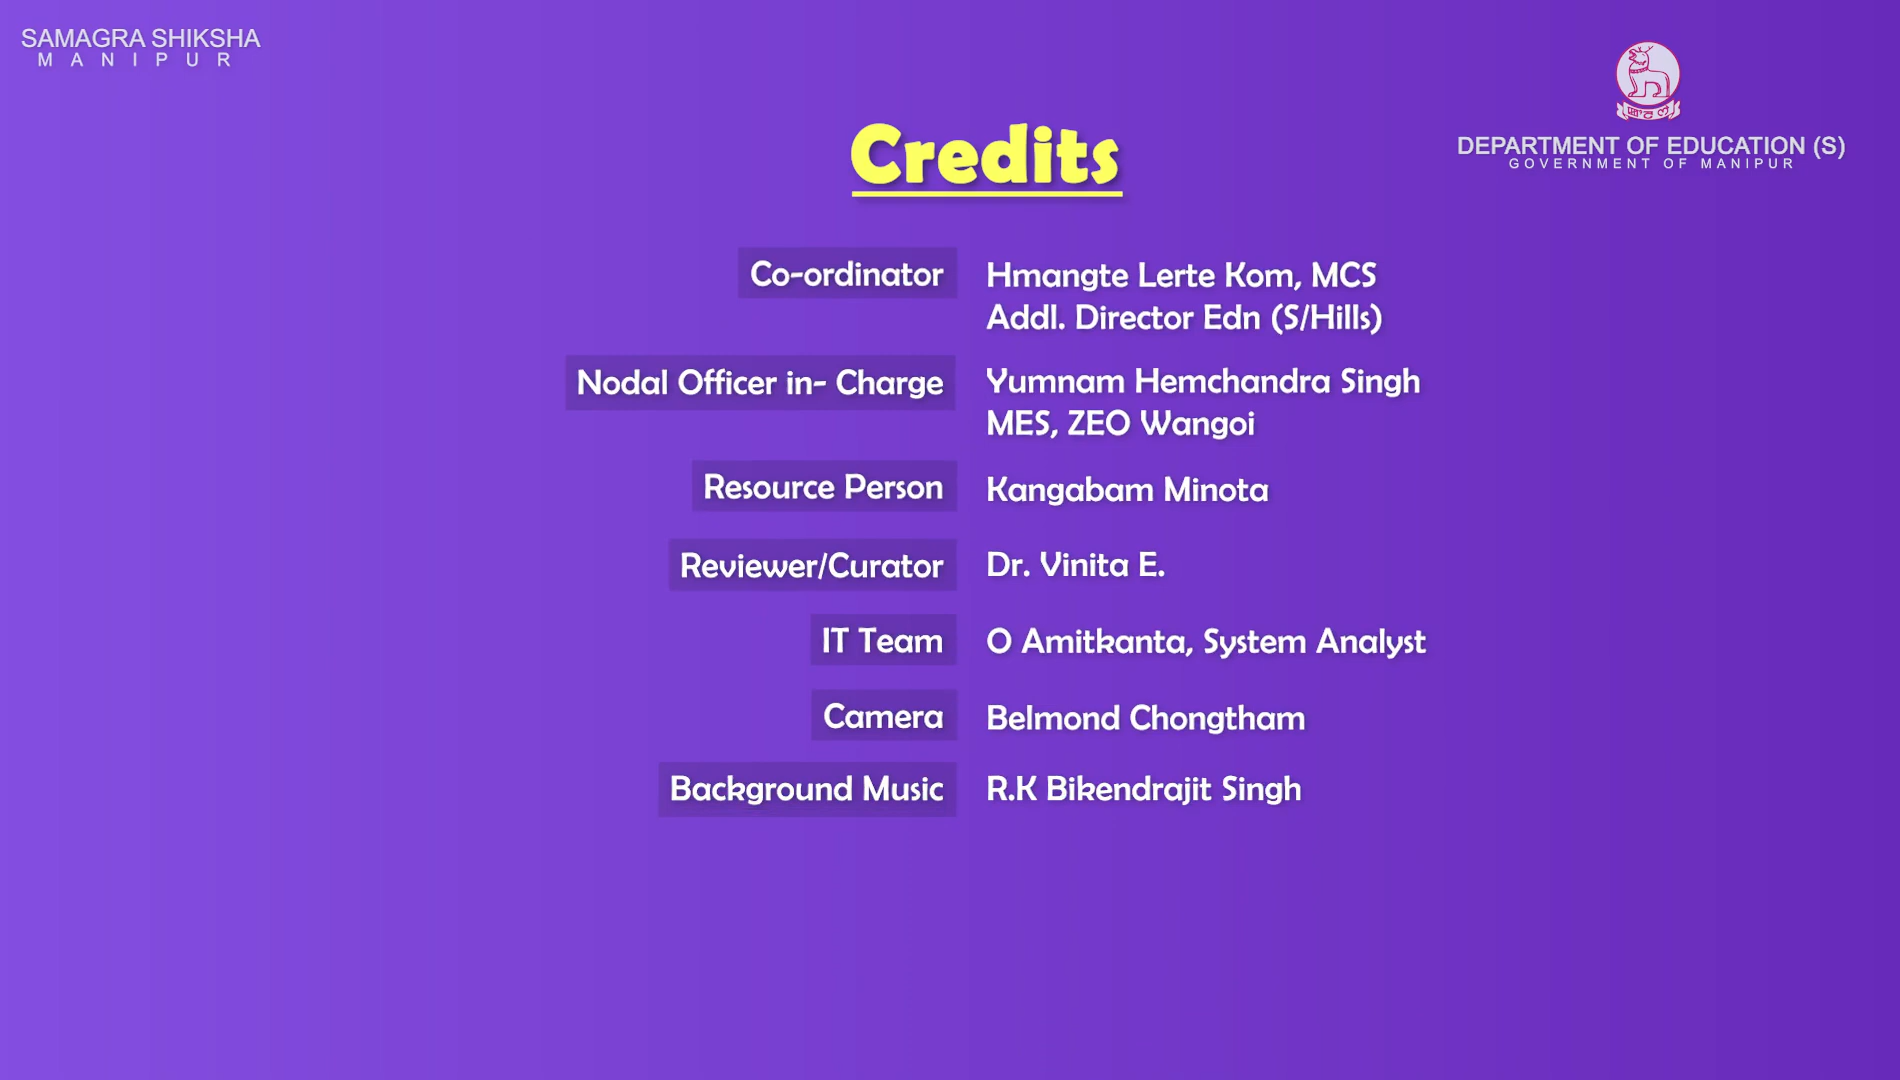 SAMAGRA SHIKSHA
MANIPUR
DEPARTMENT OF EDUCATION (S)
GOVERNMENT OF MANIPUR
Credits
Co-ordinator Hmangte Lerte Kom, MCS
Addl. Director Edn (S/Hills)
Nodal Officer in- Charge Yumnam Hemchandra Singh
MES, ZEO Wangoi
Resource Person Kangabam Minota
Reviewer/Curator Dr. Vinita E.
IT Team O Amitkanta, System Analyst
Camera Belmond Chongtham
Background Music R.K Bikendrajit Singh